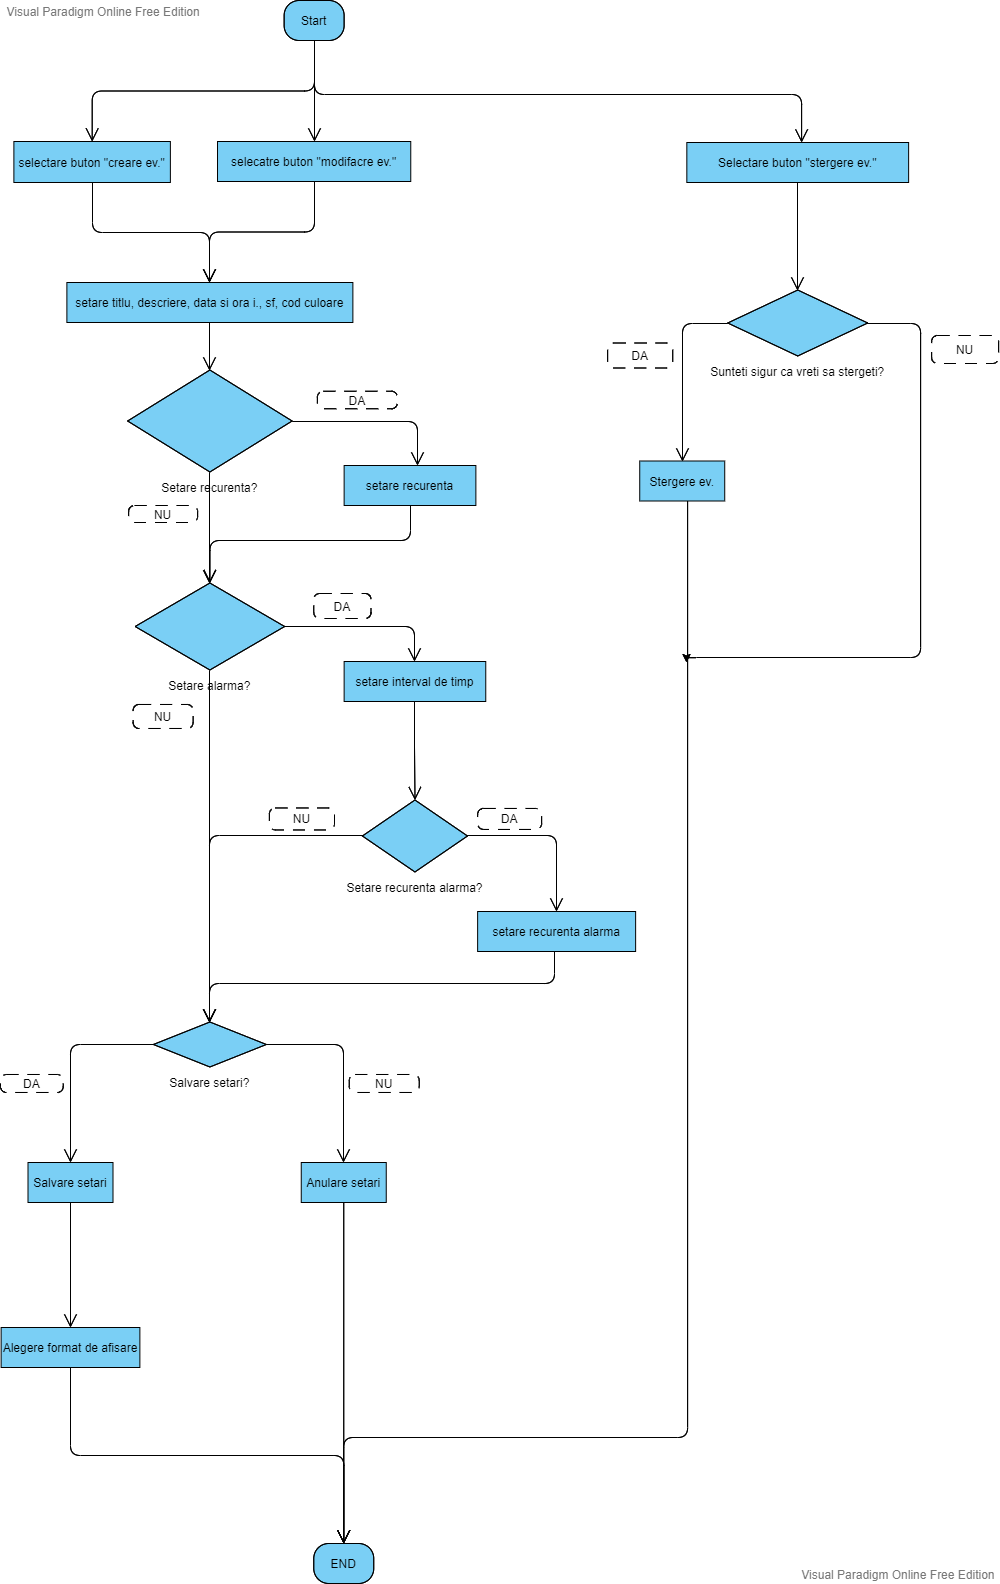 Visual Paradigm Online Free Edition
Start
selectare buton "creare ev."
selecatre buton "modifacre ev."
Selectare buton "stergere ev."
setare titlu, descriere, data si ora i., sf, cod culoare
DA
NU
Sunteti sigur ca vreti sa stergeti?
DA
Setare recurenta?
setare recurenta
Stergere ev.
NU
DA
Setare alarma?
setare interval de timp
NU
NU
DA
Setare recurenta alarma?
setare recurenta alarma
Salvare setari?
DA
NU
Salvare setari
Anulare setari
Alegere format de afisare
END
Visual Paradigm Online Free Edition